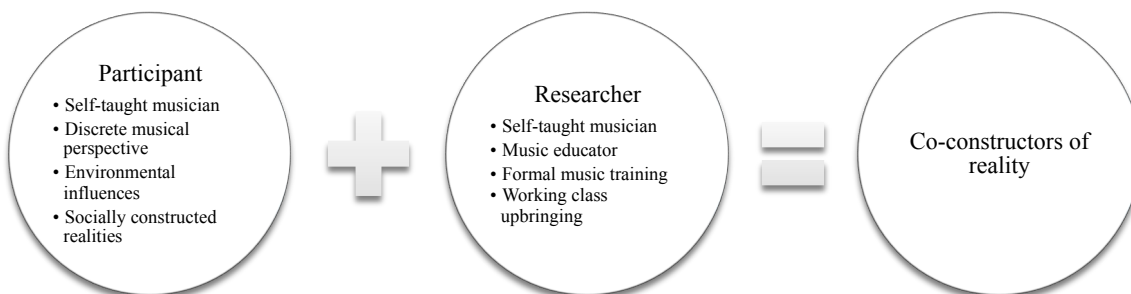 Participant
• Self-taught musician
• Discrete musical
perspective
• Environmental
influences
• Socially constructed
realities
Researcher
• Self-taught musician
• Music educator
• Formal music training
• Working class
upbringing
Co-constructors of
reality